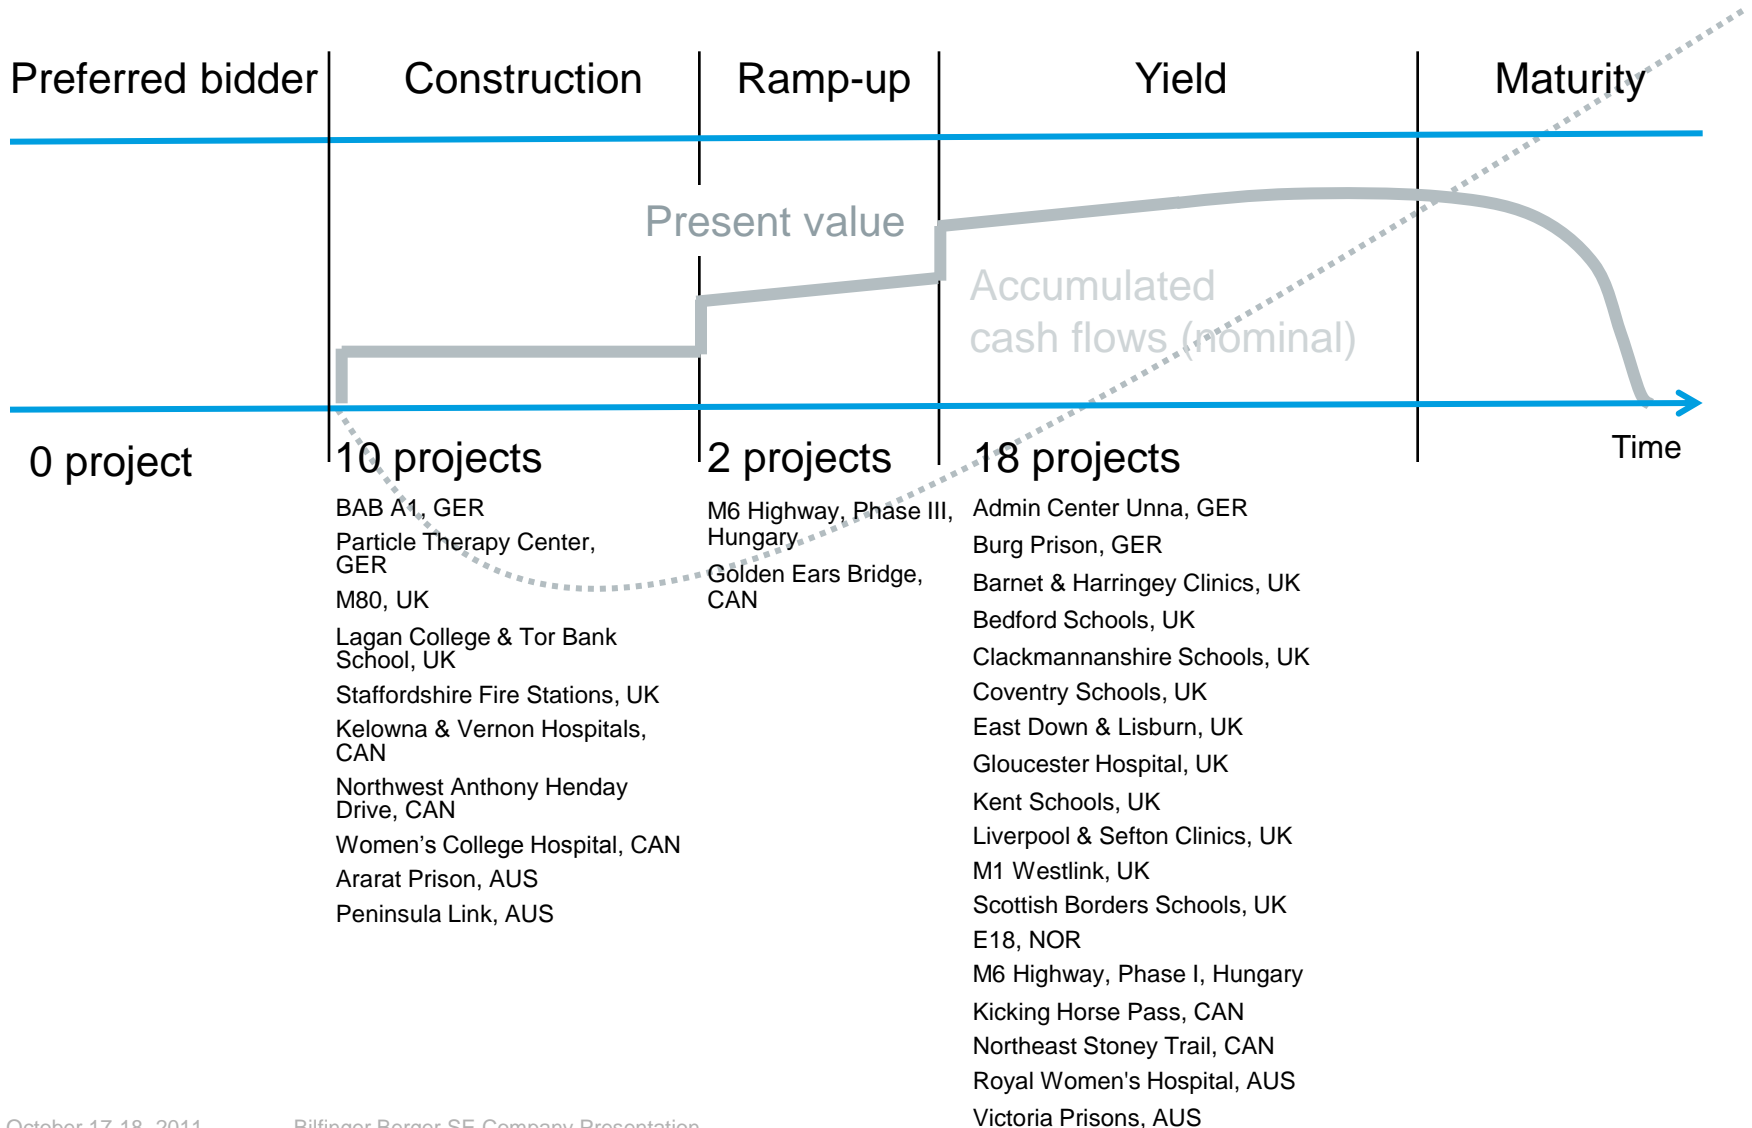 Preferred bidder
Construction
Ramp-up
Yield
Maturity
Present value
Accumulated
cash flows (nominal)
Time
0 project
10 projects
BAB A1, GER
Particle Therapy Center,
GER
M80, UK
Lagan College & Tor Bank
School, UK
Staffordshire Fire Stations, UK
Kelowna & Vernon Hospitals,
CAN
Northwest Anthony Henday
Drive, CAN
Women’s College Hospital, CAN
Ararat Prison, AUS
Peninsula Link, AUS
2 projects
M6 Highway, Phase III,
Hungary
Golden Ears Bridge,
CAN
18 projects
Admin Center Unna, GER
Burg Prison, GER
Barnet & Harringey Clinics, UK
Bedford Schools, UK
Clackmannanshire Schools, UK
Coventry Schools, UK
East Down & Lisburn, UK
Gloucester Hospital, UK
Kent Schools, UK
Liverpool & Sefton Clinics, UK
M1 Westlink, UK
Scottish Borders Schools, UK
E18, NOR
M6 Highway, Phase I, Hungary
Kicking Horse Pass, CAN
Northeast Stoney Trail, CAN
Royal Women's Hospital, AUS
Victoria Prisons, AUS
October 17-18, 2011
Bilfinger Berger SE Company Presentation